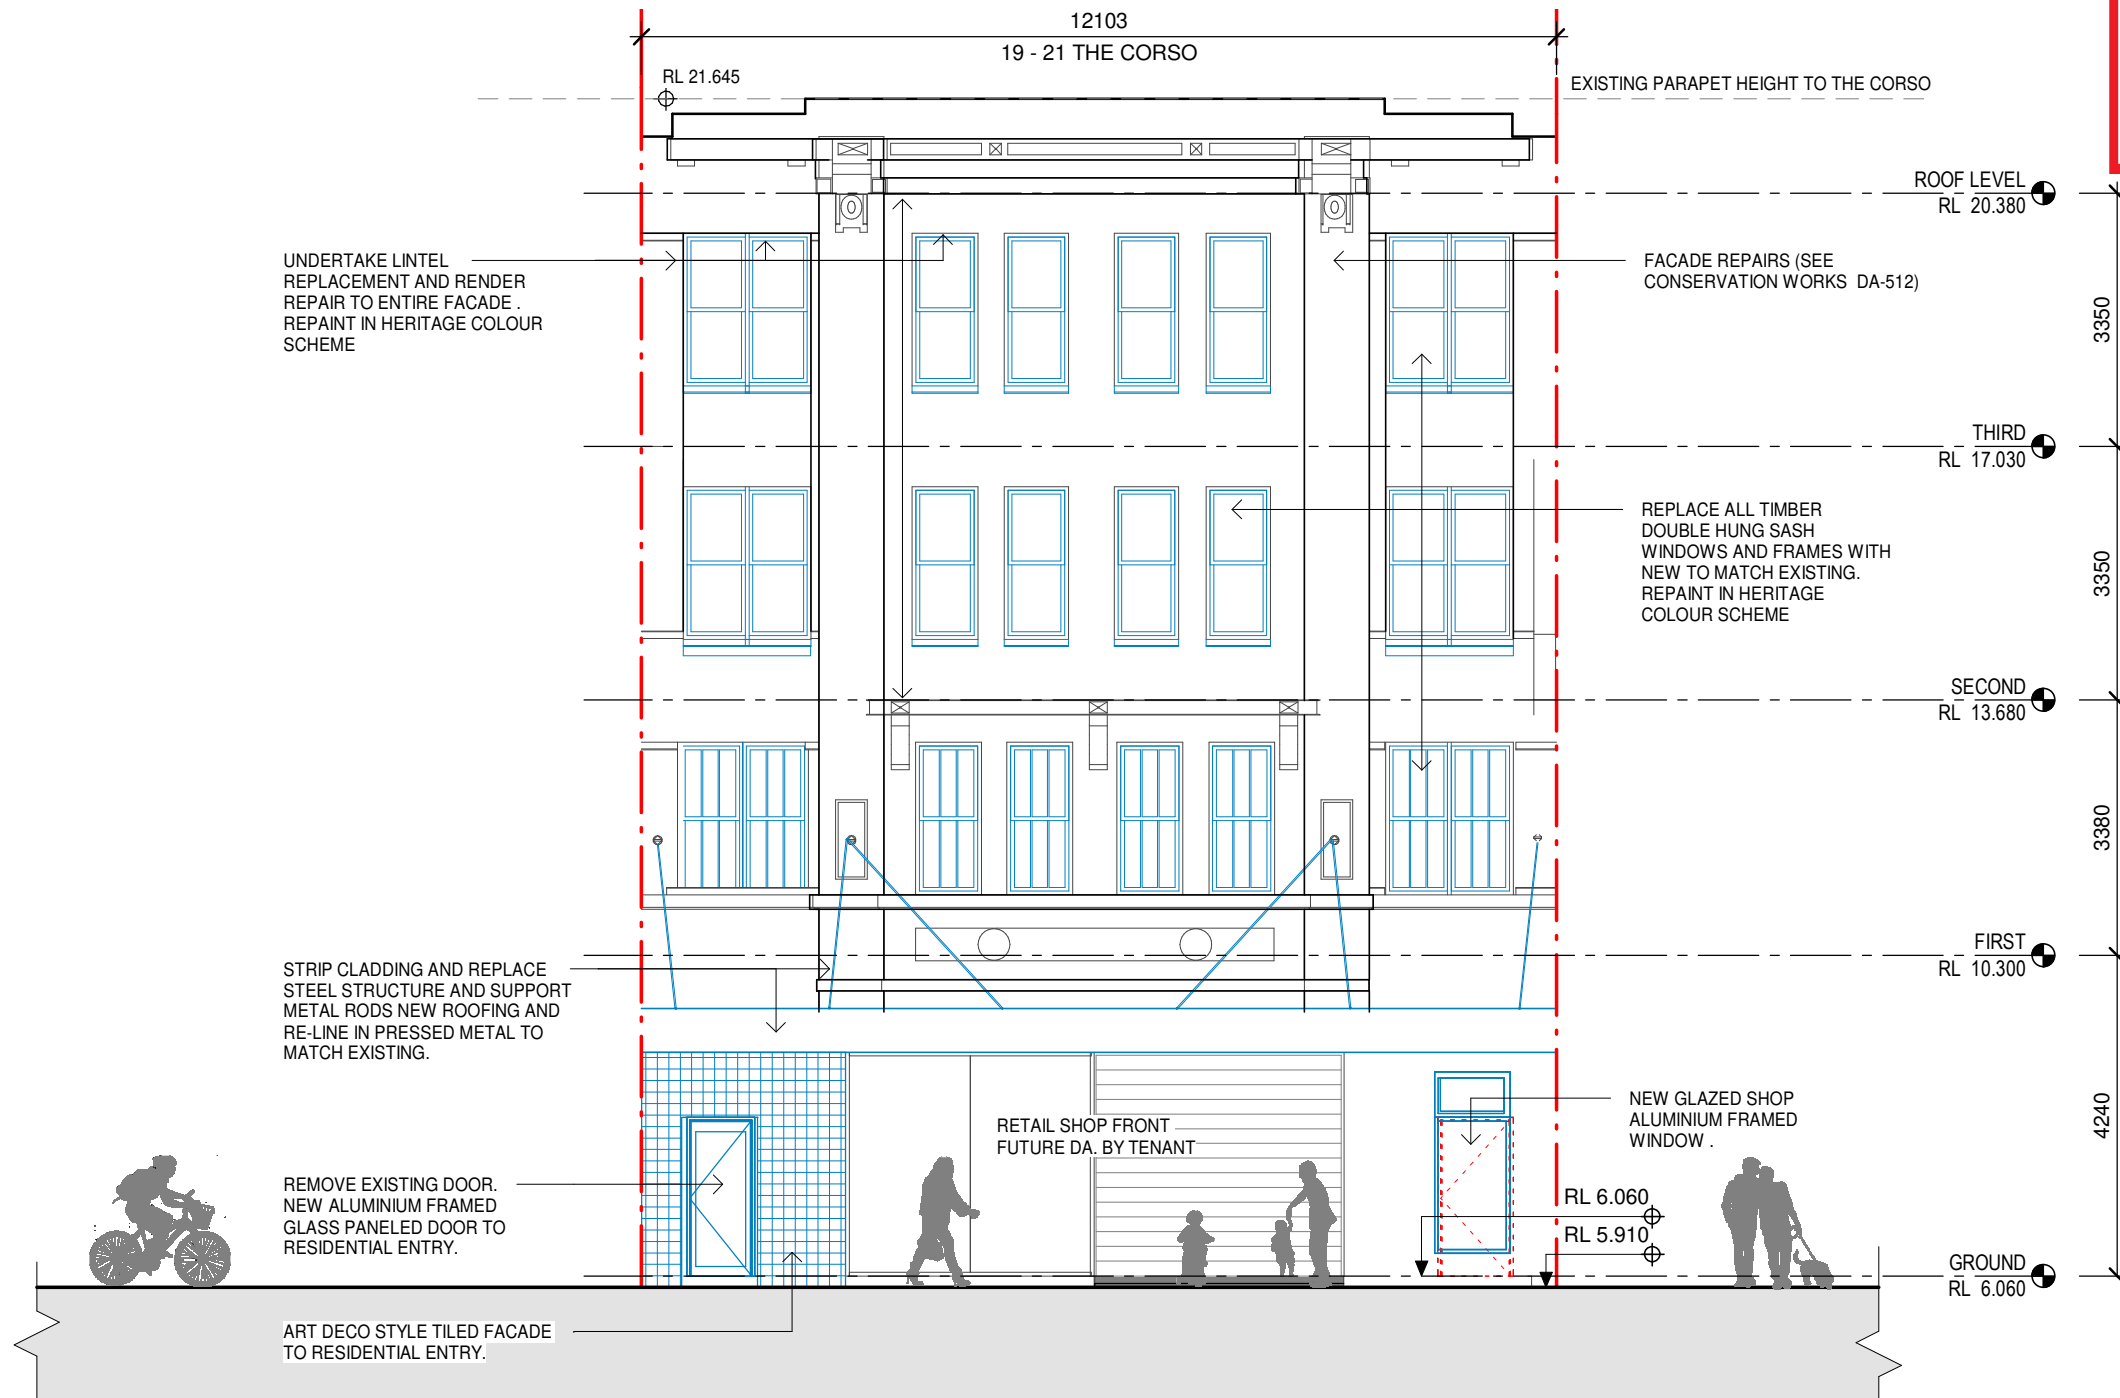 12103
19 - 21 THE CORSO
RL 21.645
EXISTING PARAPET HEIGHT TO THE CORSO
ROOF LEVEL
RL 20.380
UNDERTAKE LINTEL
REPLACEMENT AND RENDER
REPAIR TO ENTIRE FACADE .
REPAINT IN HERITAGE COLOUR
SCHEME
FACADE REPAIRS (SEE
CONSERVATION WORKS DA-512)
3350
THIRD
RL 17.030
REPLACE ALL TIMBER
DOUBLE HUNG SASH
WINDOWS AND FRAMES WITH
NEW TO MATCH EXISTING.
REPAINT IN HERITAGE
COLOUR SCHEME
3350
SECOND
RL 13.680
3380
FIRST
RL 10.300
STRIP CLADDING AND REPLACE
STEEL STRUCTURE AND SUPPORT
METAL RODS NEW ROOFING AND
RE-LINE IN PRESSED METAL TO
MATCH EXISTING.
RETAIL SHOP FRONT
FUTURE DA. BY TENANT
NEW GLAZED SHOP
ALUMINIUM FRAMED
WINDOW .
4240
REMOVE EXISTING DOOR.
NEW ALUMINIUM FRAMED
GLASS PANELED DOOR TO
RESIDENTIAL ENTRY.
RL 6.060
RL 5.910
GROUND
RL 6.060
ART DECO STYLE TILED FACADE
TO RESIDENTIAL ENTRY.